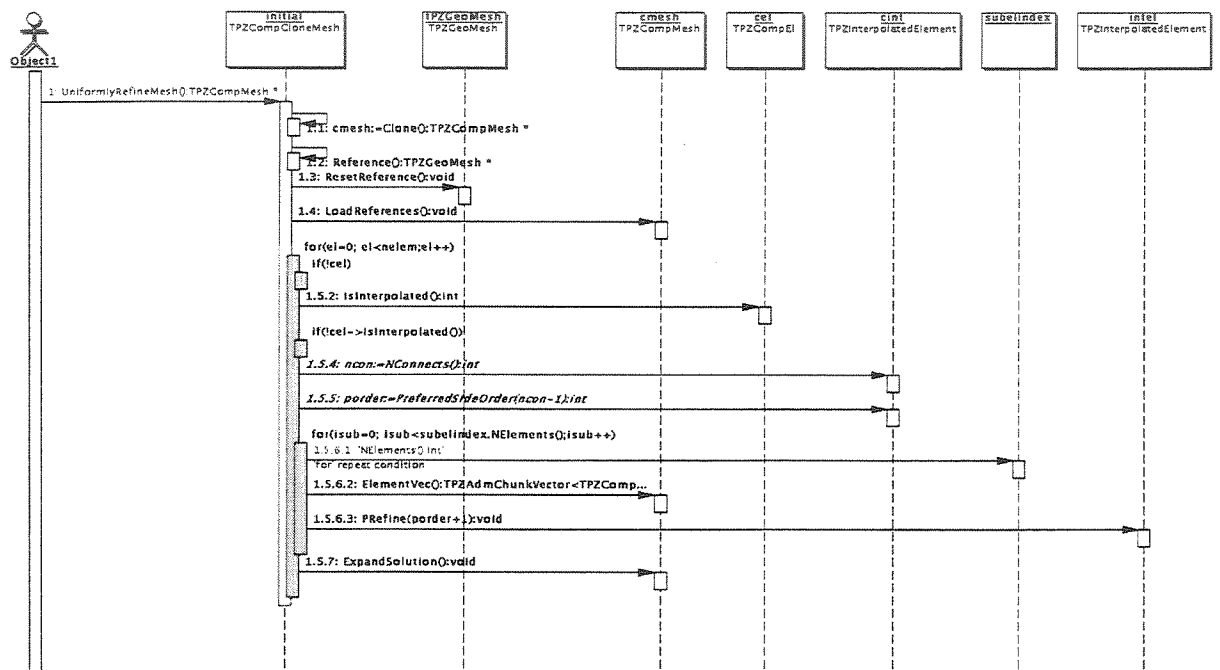 Object1
initial
TPZCompCloneMesh
TPZGeoMesh
TPZGeoMesh
cmesh
TPZCompMesh
cel
TPZCompEl
cint
TPZInterpolatedElement
subelindex
intel
TPZInterpolatedElement
1: UniformlyRefineMesh():TPZCompMesh *
1.1: cmesh:=Clone():TPZCompMesh *
1.2: Reference():TPZGeoMesh *
1.3: ResetReference():void
1.4: LoadReferences():void
for(el=0; el<nelem;el++)
if(!cel)
1.5.2: IsInterpolated():int
if(!cel->IsInterpolated())
1.5.4: ncon:=NConnects():int
1.5.5: porder:=PreferredSideOrder(ncon-1):int
for(isub=0; isub<subelindex.NElements();isub++)
1.5.6.1: 'NElements():int'
'for' repeat condition
1.5.6.2: ElementVec():TPZAdmChunkVector<TPZComp...
1.5.6.3: PRefine(porder+1):void
1.5.7: ExpandSolution():void